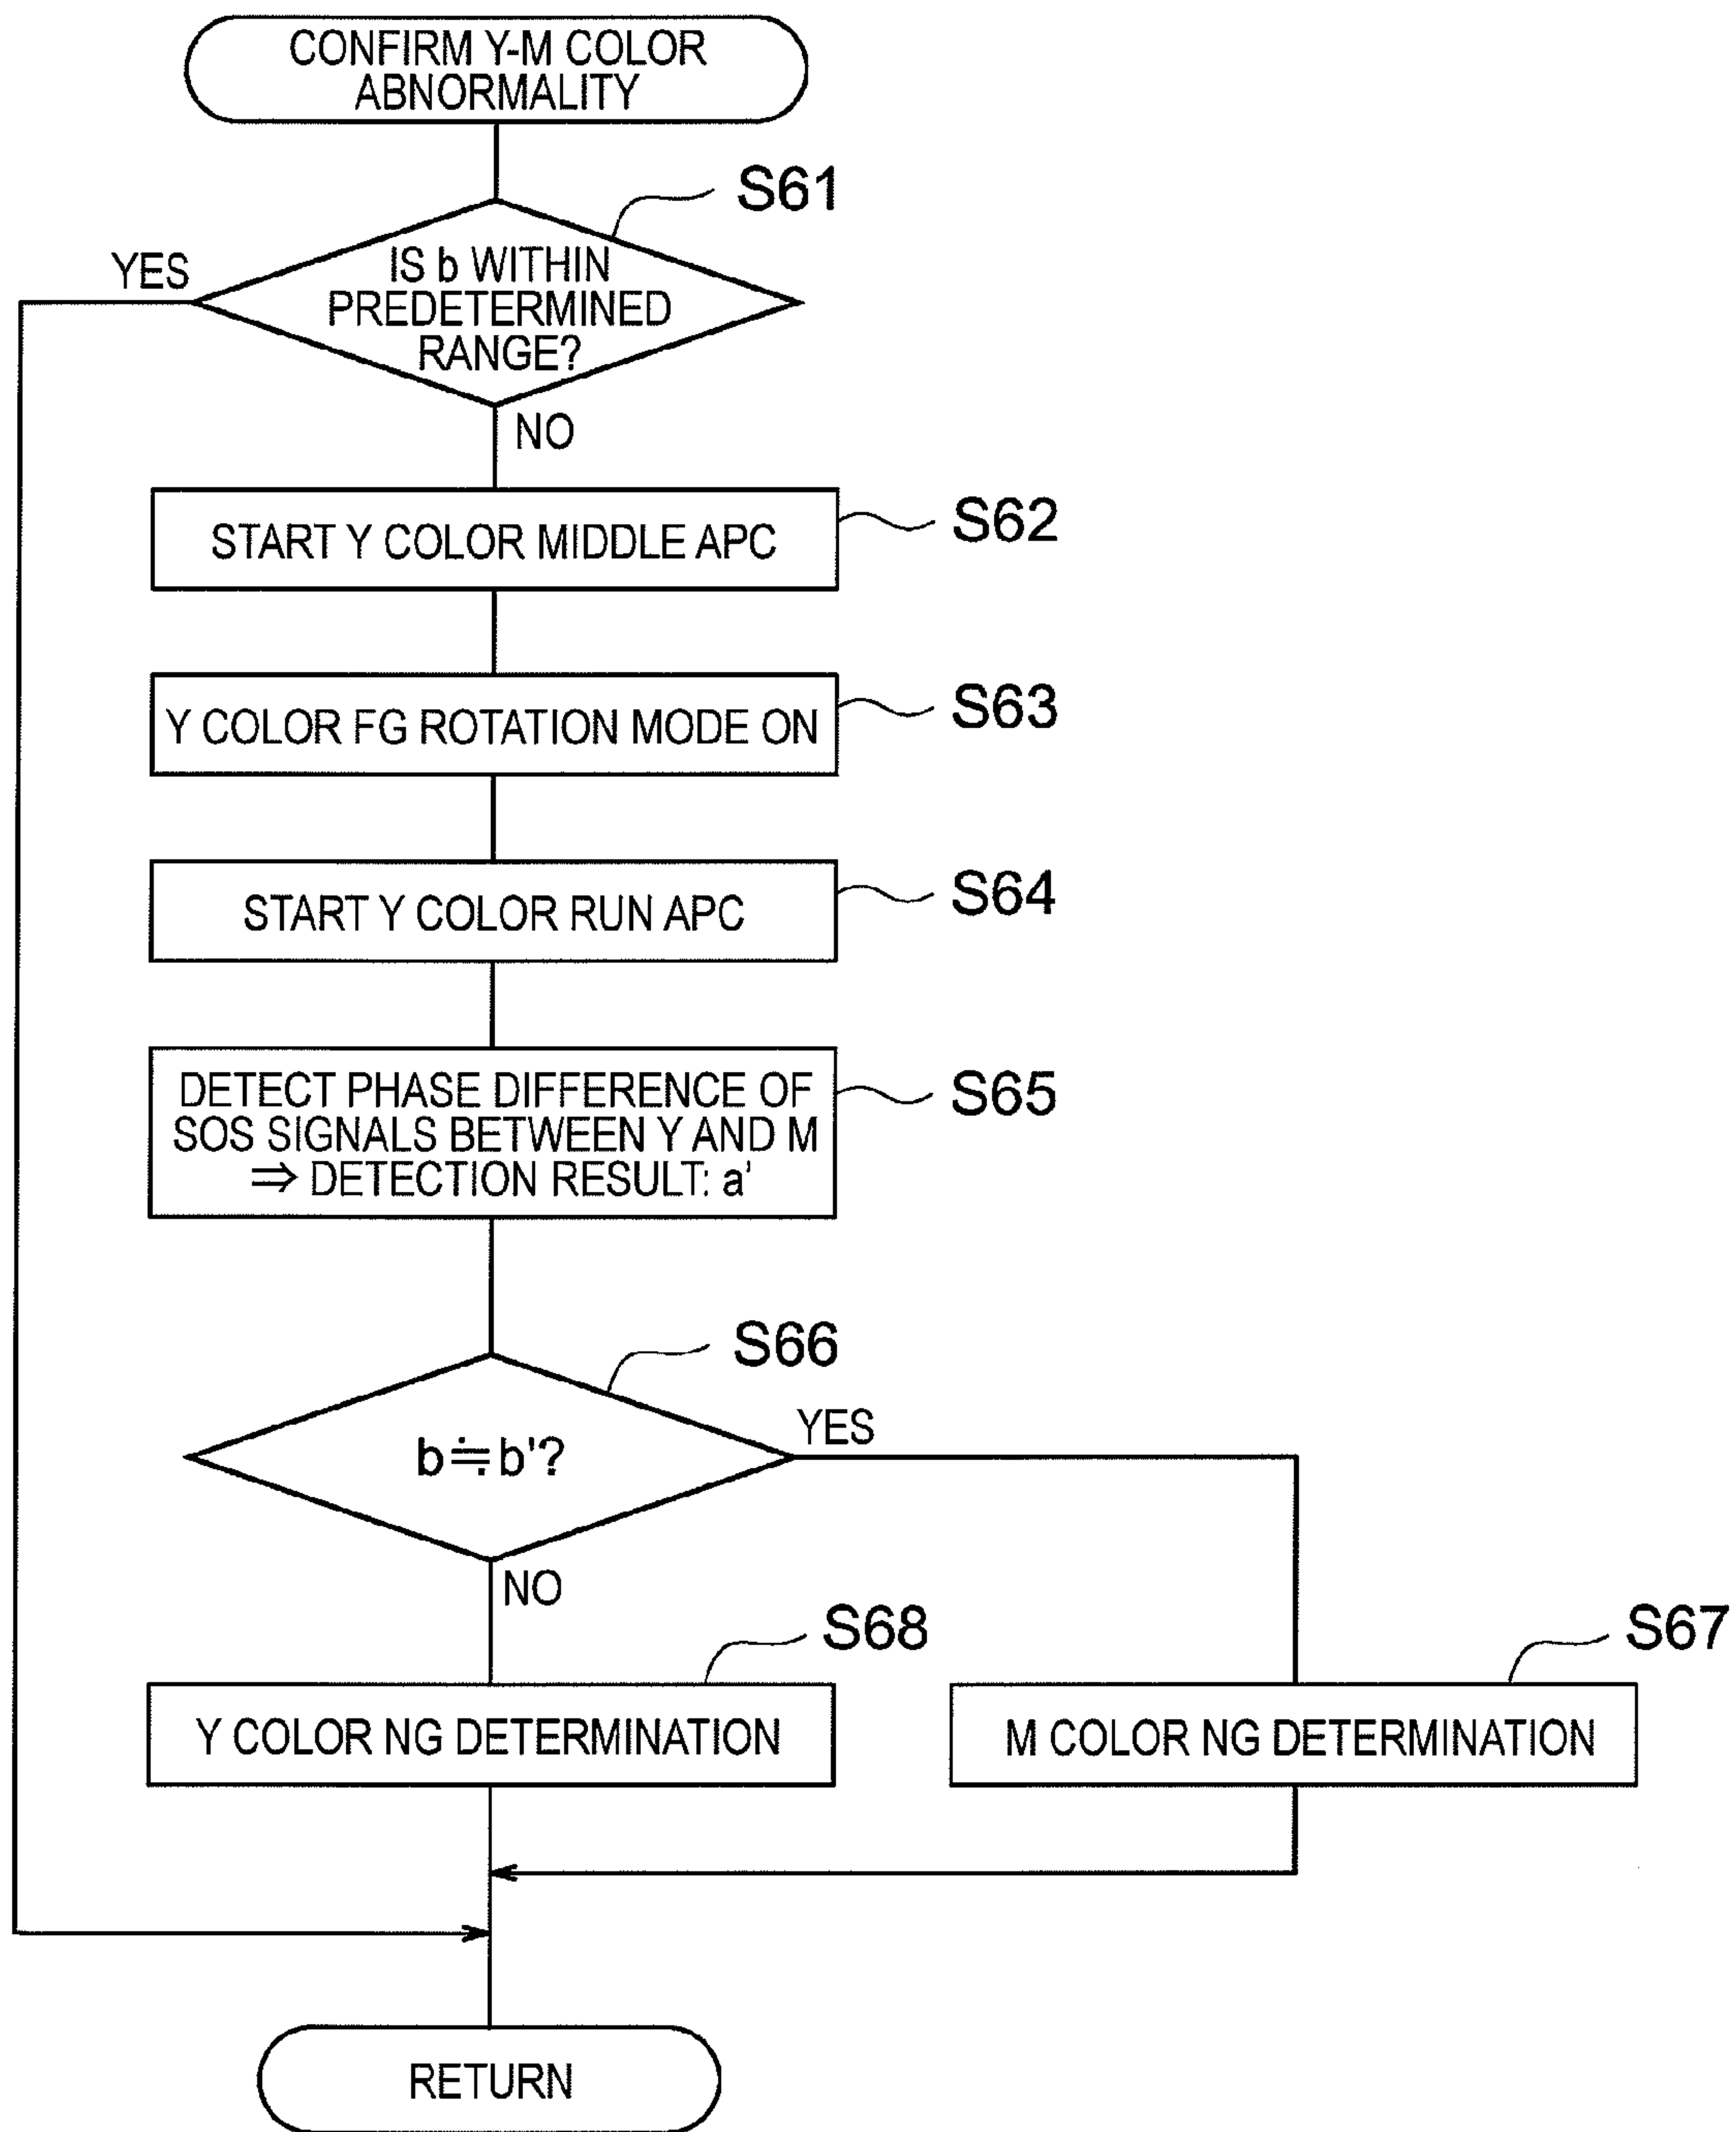 CONFIRM Y-M COLOR
ABNORMALITY
S61
YES
IS b WITHIN
PREDETERMINED
RANGE?
NO
START Y COLOR MIDDLE APC
S62
Y COLOR FG ROTATION MODE ON
S63
START Y COLOR RUN APC
S64
DETECT PHASE DIFFERENCE OF
SOS SIGNALS BETWEEN Y AND M
⇒ DETECTION RESULT: a'
S65
S66
b≒b'?
YES
NO
S68
S67
Y COLOR NG DETERMINATION
M COLOR NG DETERMINATION
RETURN